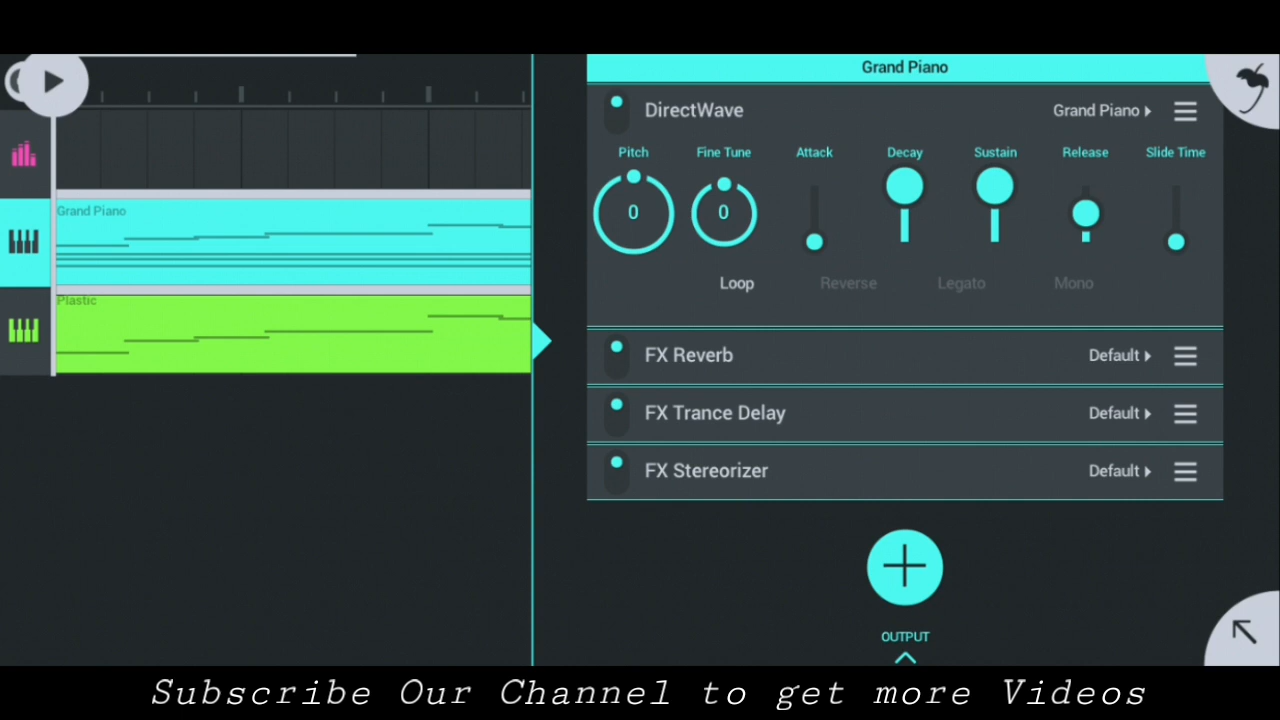 Grand Piano
DirectWave
Grand Piano
Pitch Fine Tune Attack Decay Sustain Release Slide Time
0 0
Grand Piano
Loop Reverse Legato Mono
Plastic
FX Reverb Default
FX Trance Delay Default
FX Stereorizer Default
OUTPUT
Subscribe Our Channel to get more Videos